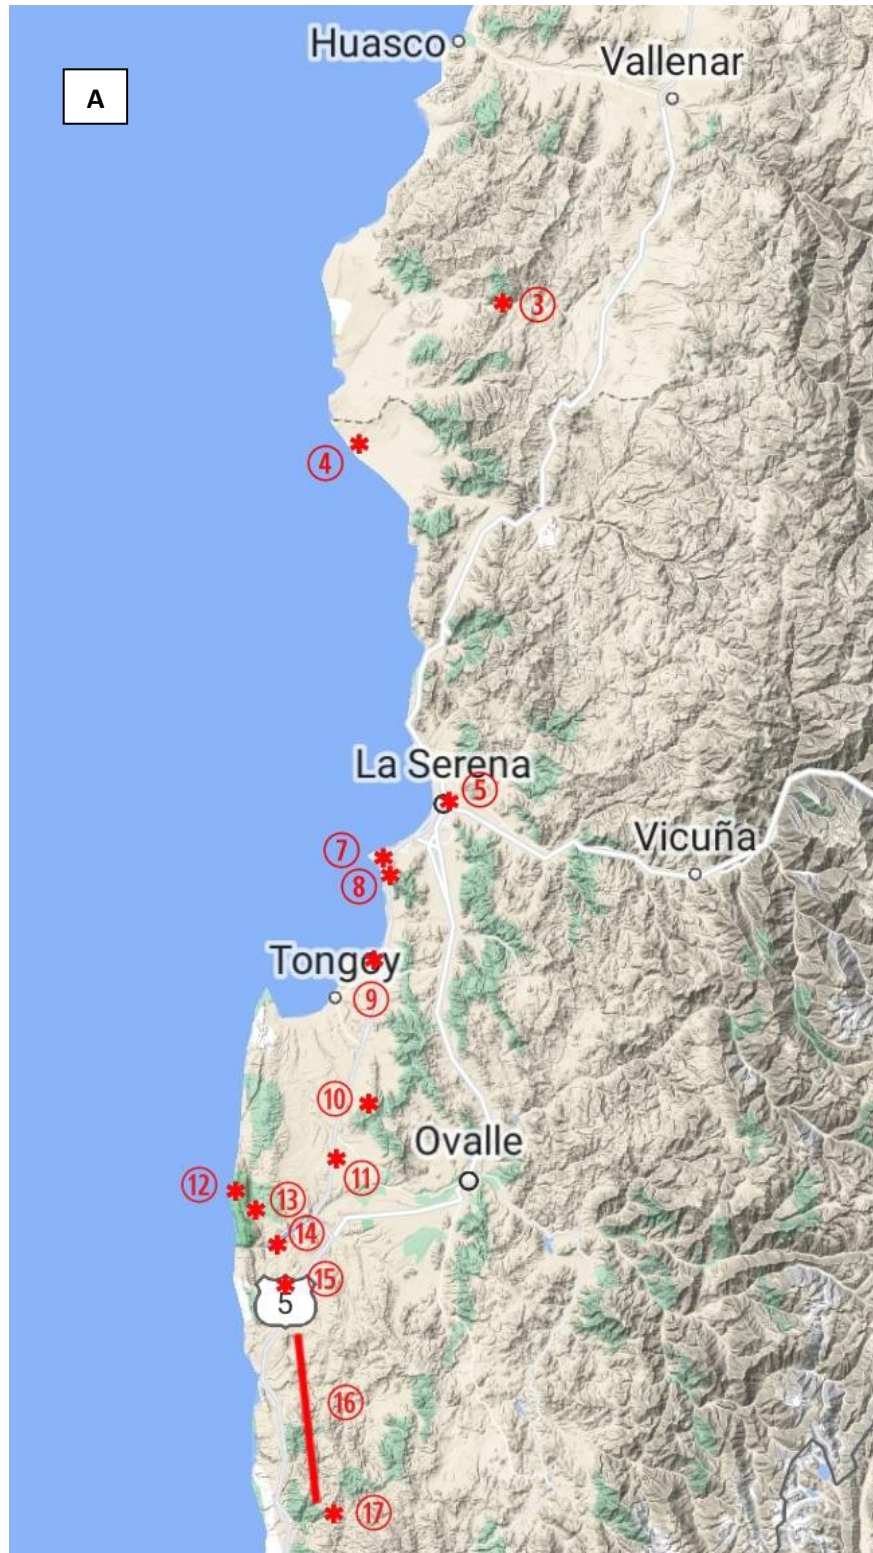 Huasco
Vallenar
A
③
④
La Serena
⑤
Vicuña
⑦
⑧
Tongoy
⑨
⑩
Ovalle
⑪
⑫
⑬
⑭
⑮
5
⑯
⑰